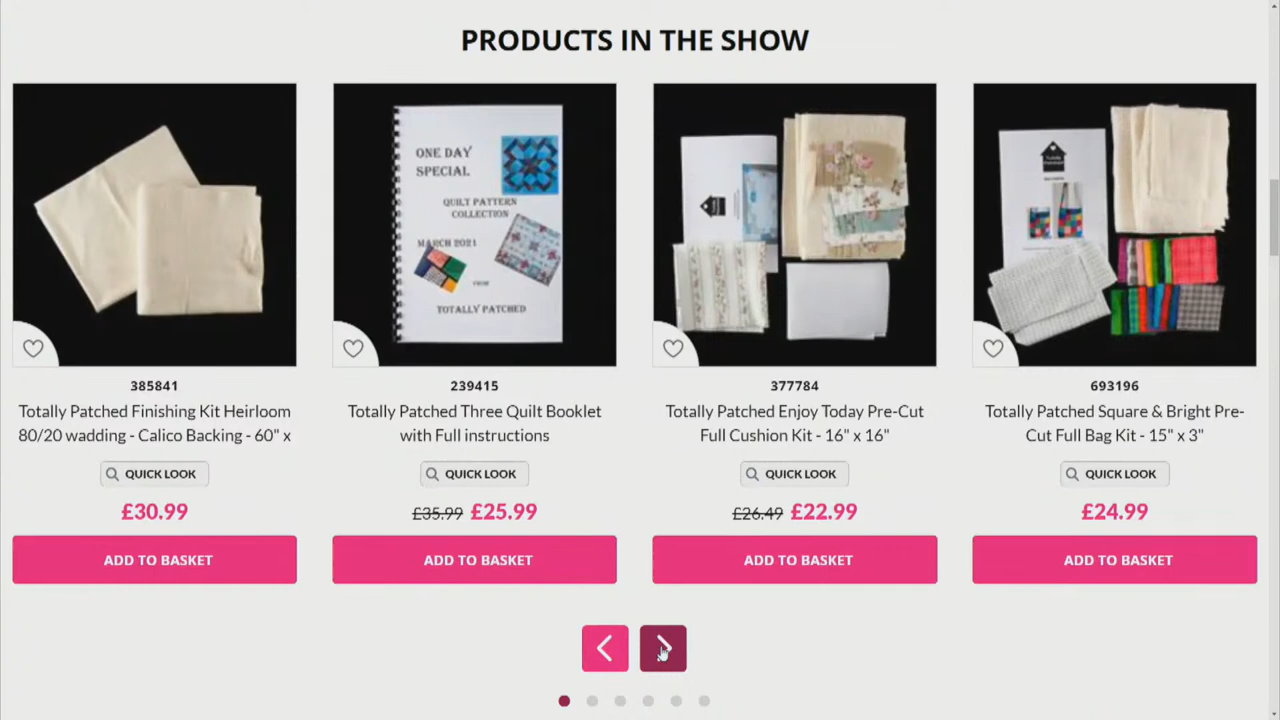 PRODUCTS IN THE SHOW
ONE DAY
SPECIAL
QUILT PATTERN
COLLECTION
MARCH 2021
FROM
TOTALLY PATCHED
385841
Totally Patched Finishing Kit Heirloom
80/20 wadding - Calico Backing - 60" x
QUICK LOOK
£30.99
ADD TO BASKET
239415
Totally Patched Three Quilt Booklet
with Full instructions
QUICK LOOK
£35.99 £25.99
ADD TO BASKET
377784
Totally Patched Enjoy Today Pre-Cut
Full Cushion Kit - 16" x 16"
QUICK LOOK
£26.49 £22.99
ADD TO BASKET
693196
Totally Patched Square & Bright Pre-
Cut Full Bag Kit - 15" x 3"
QUICK LOOK
£24.99
ADD TO BASKET